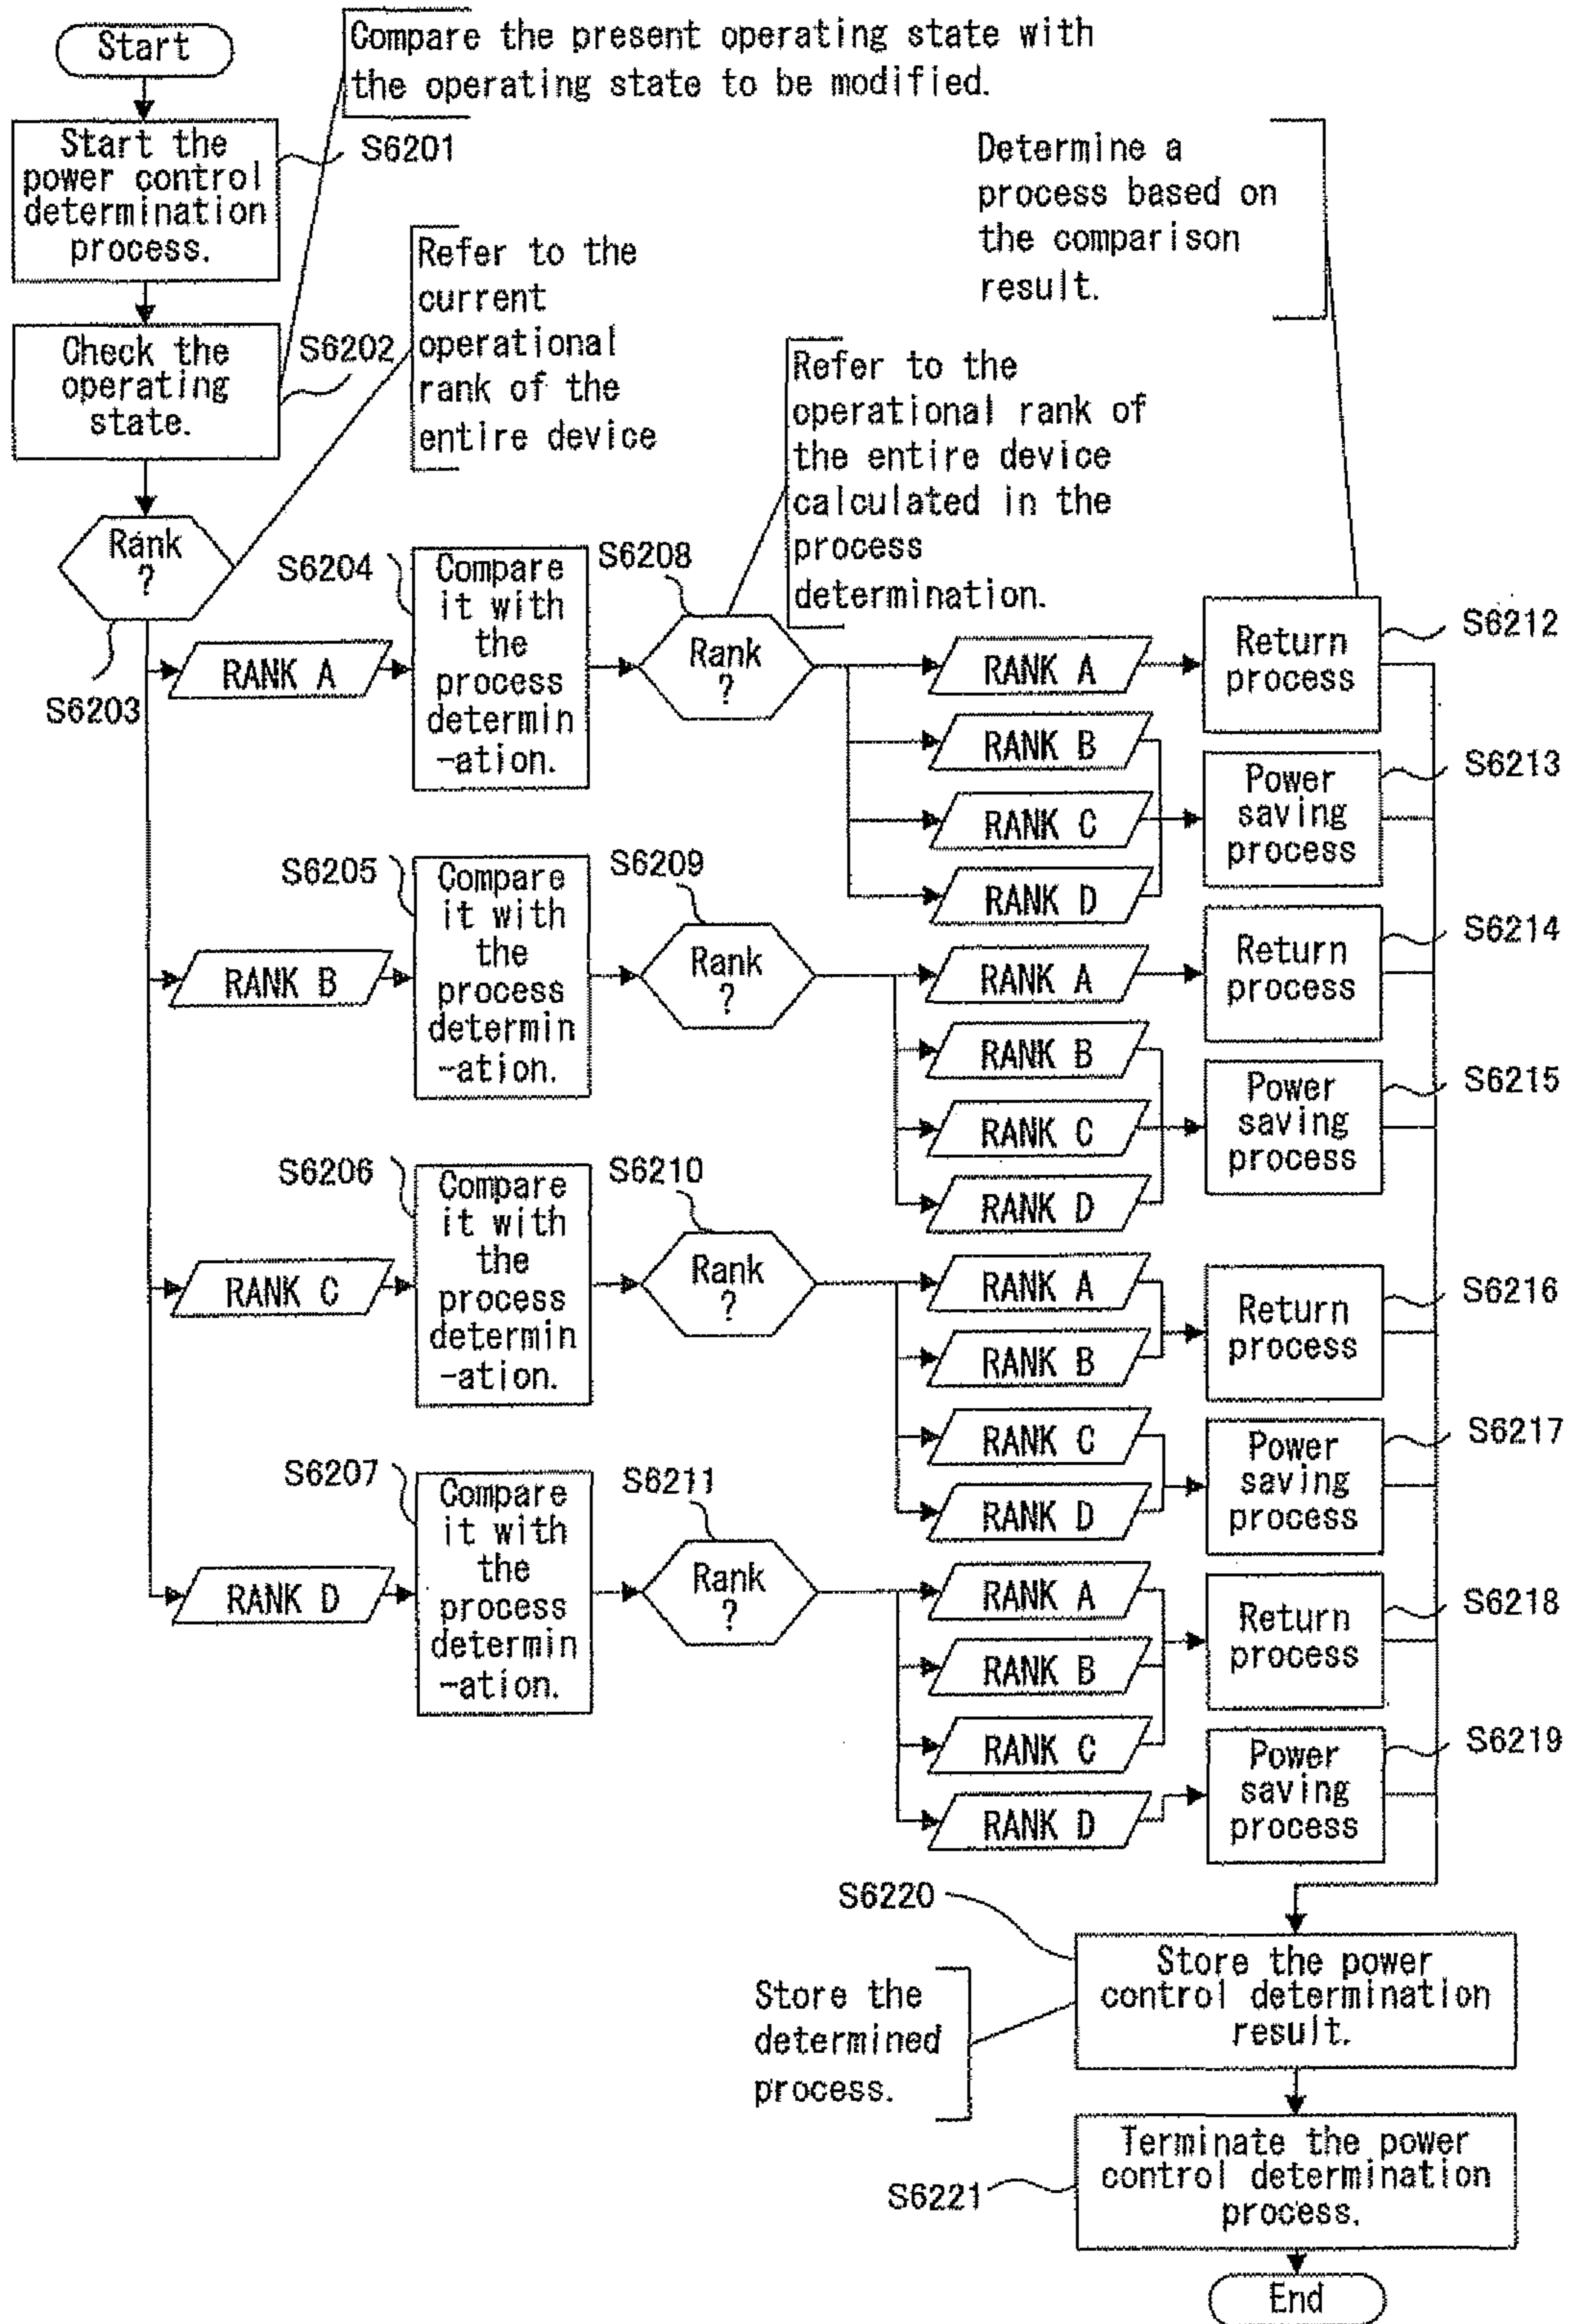 Start
Compare the present operating state with
the operating state to be modified.
Start the
power control
determination
process.
S6201
Determine a
process based on
the comparison
result.
Refer to the
current
operational
rank of the
entire device
Check the
operating
state.
S6202
Refer to the
operational rank of
the entire device
calculated in the
process
determination.
Rank
?
S6203
RANK A
S6204
Compare
it with
the
process
determin
-ation.
S6208
Rank
?
RANK A
RANK B
RANK C
RANK D
Return
process
S6212
Power
saving
process
S6213
RANK B
S6205
Compare
it with
the
process
determin
-ation.
S6209
Rank
?
RANK A
RANK B
RANK C
RANK D
Return
process
S6214
Power
saving
process
S6215
RANK C
S6206
Compare
it with
the
process
determin
-ation.
S6210
Rank
?
RANK A
RANK B
RANK C
RANK D
Return
process
S6216
Power
saving
process
S6217
RANK D
S6207
Compare
it with
the
process
determin
-ation.
S6211
Rank
?
RANK A
RANK B
RANK C
RANK D
Return
process
S6218
Power
saving
process
S6219
S6220
Store the power
control determination
result.
Store the
determined
process.
S6221
Terminate the power
control determination
process.
End